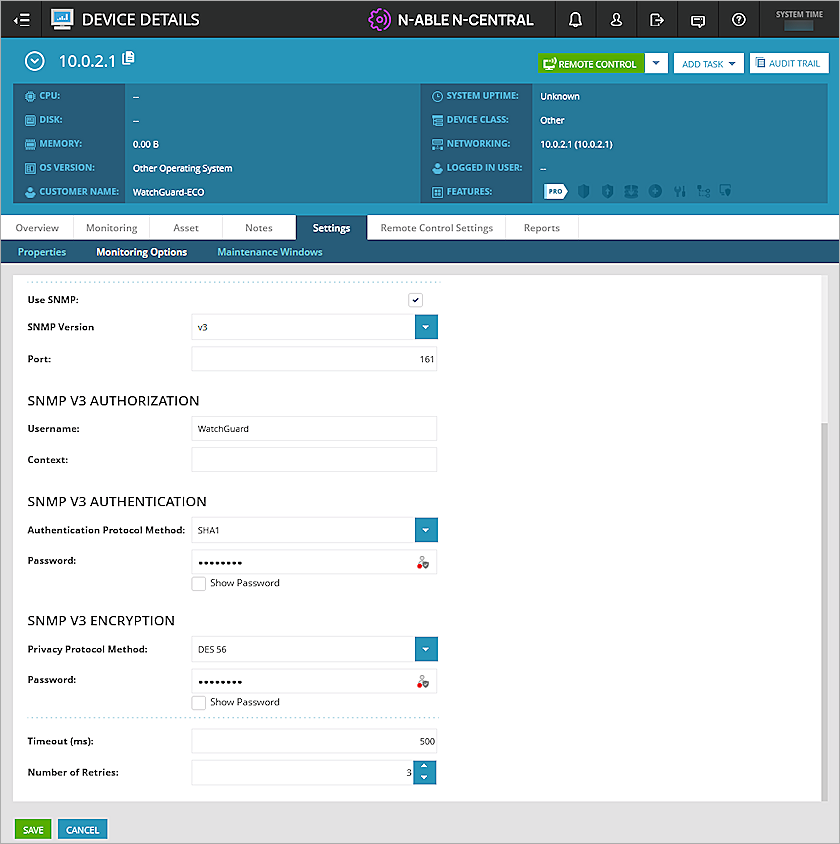 DEVICE DETAILS
N-ABLE N-CENTRAL
SYSTEM TIME
10.0.2.1
REMOTE CONTROL
ADD TASK
AUDIT TRAIL
CPU: --
SYSTEM UPTIME: Unknown
DISK: --
DEVICE CLASS: Other
MEMORY: 0.00 B
NETWORKING: 10.0.2.1 (10.0.2.1)
OS VERSION: Other Operating System
LOGGED IN USER: --
CUSTOMER NAME: WatchGuard-ECO
FEATURES: PRO
Overview Monitoring Asset Notes Settings Remote Control Settings Reports
Properties Monitoring Options Maintenance Windows
Use SNMP:
SNMP Version v3
Port: 161
SNMP V3 AUTHORIZATION
Username: WatchGuard
Context:
SNMP V3 AUTHENTICATION
Authentication Protocol Method: SHA1
Password: ••••••••
Show Password
SNMP V3 ENCRYPTION
Privacy Protocol Method: DES 56
Password: ••••••••
Show Password
Timeout (ms): 500
Number of Retries: 3
SAVE CANCEL